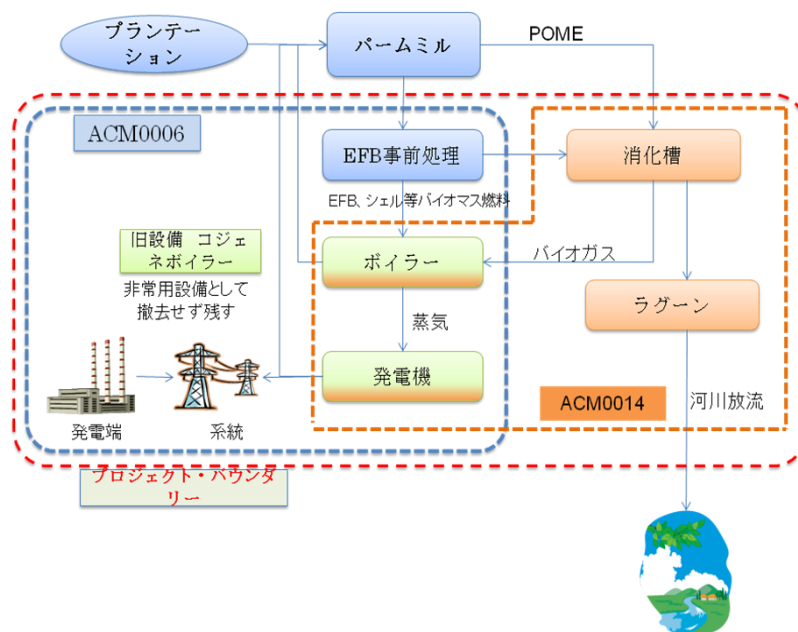 プランテー
ション
パームミル
POME
ACM0006
EFB事前処理
消化槽
EFB、シェル等バイオマス燃料
旧設備 コジェ
ネボイラー
ボイラー
バイオガス
非常用設備として
撤去せず残す
ラグーン
蒸気
発電機
ACM0014
河川放流
発電端
系統
プロジェクト・バウンダ
リー